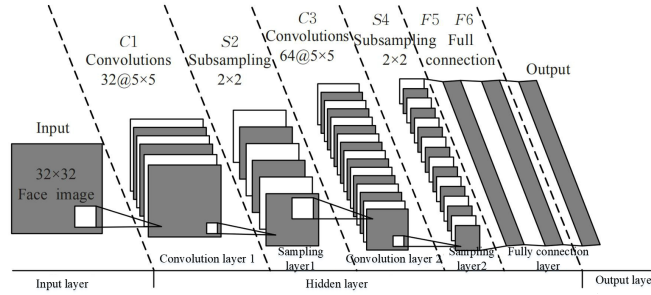 C1
Convolutions
32@5×5
S2
Subsampling
2×2
C3
Convolutions
64@5×5
S4
Subsampling
2×2
F5 F6
Full
connection
Output
Input
32×32
Face image
Convolution layer 1
Sampling
layer1
Convolution layer 2
Sampling
layer2
Fully connection
layer
Input layer
Hidden layer
Output layer